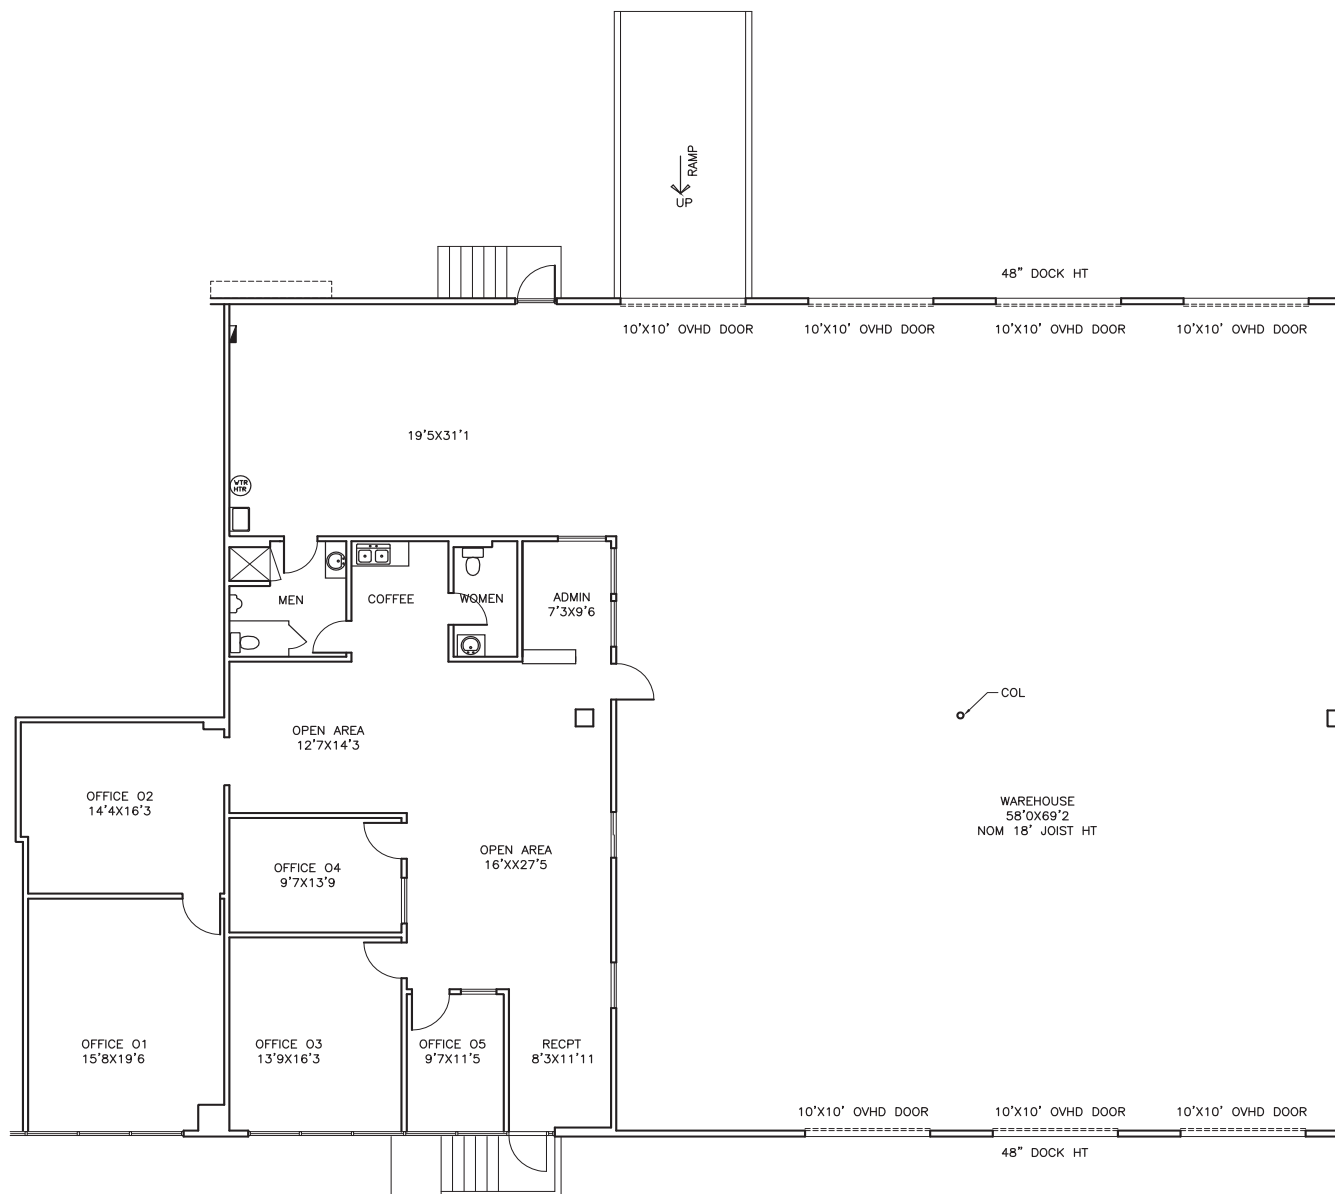 RAMP
UP
48" DOCK HT
10'X10' OVHD DOOR
10'X10' OVHD DOOR
10'X10' OVHD DOOR
10'X10' OVHD DOOR
19'5X31'1
WTR
HTR
MEN
COFFEE
WOMEN
ADMIN
7'3X9'6
COL
OPEN AREA
12'7X14'3
OFFICE 02
14'4X16'3
WAREHOUSE
58'0X69'2
NOM 18' JOIST HT
OPEN AREA
16'XX27'5
OFFICE 04
9'7X13'9
OFFICE 01
15'8X19'6
OFFICE 03
13'9X16'3
OFFICE 05
9'7X11'5
RECPT
8'3X11'11
10'X10' OVHD DOOR
10'X10' OVHD DOOR
10'X10' OVHD DOOR
48" DOCK HT